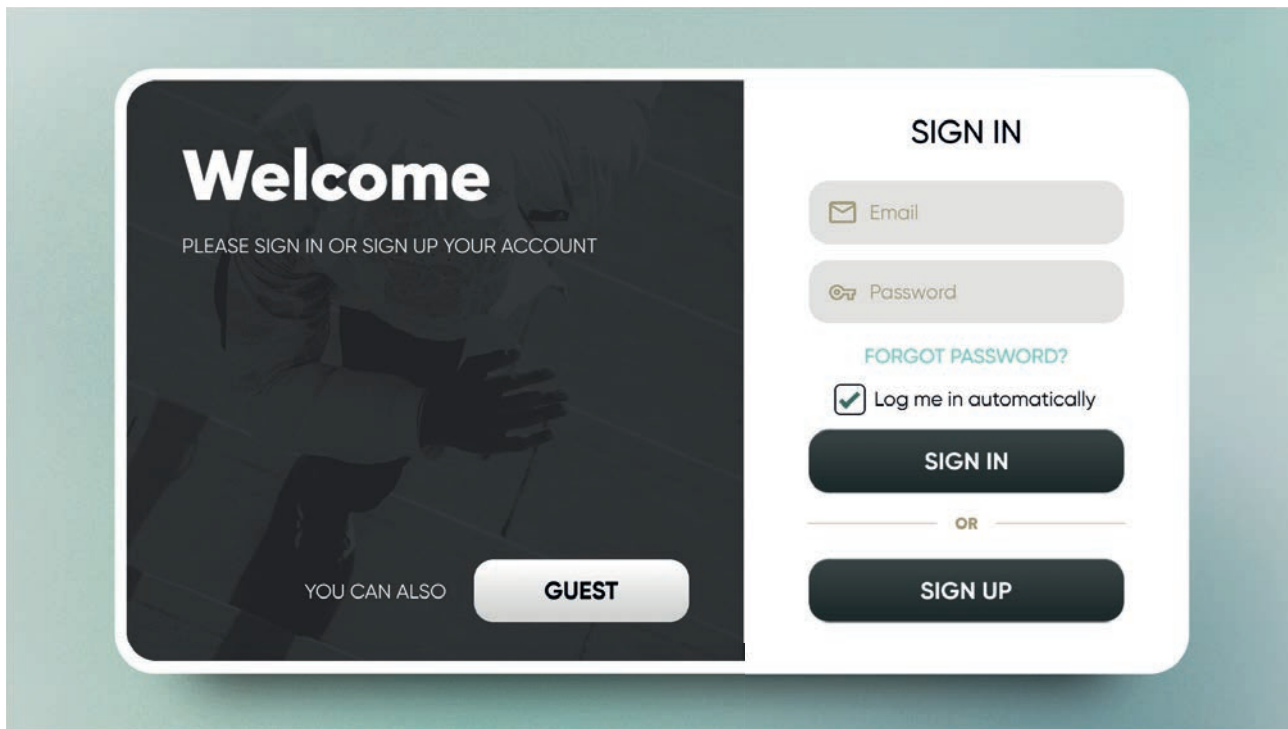 Welcome
PLEASE SIGN IN OR SIGN UP YOUR ACCOUNT
YOU CAN ALSO
GUEST
SIGN IN
Email
Password
FORGOT PASSWORD?
Log me in automatically
SIGN IN
OR
SIGN UP